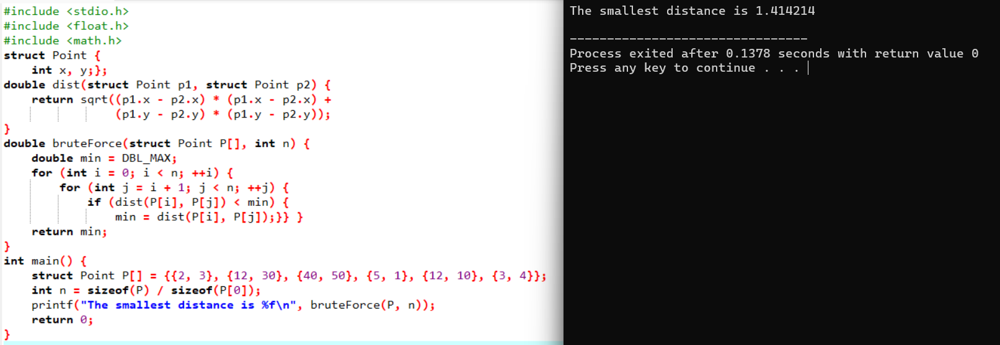 #include <stdio.h>
#include <float.h>
#include <math.h>
struct Point {
    int x, y;};
double dist(struct Point p1, struct Point p2) {
    return sqrt((p1.x - p2.x) * (p1.x - p2.x) +
                (p1.y - p2.y) * (p1.y - p2.y));
}
double bruteForce(struct Point P[], int n) {
    double min = DBL_MAX;
    for (int i = 0; i < n; ++i) {
        for (int j = i + 1; j < n; ++j) {
            if (dist(P[i], P[j]) < min) {
                min = dist(P[i], P[j]);}} }
    return min;
}
int main() {
    struct Point P[] = {{2, 3}, {12, 30}, {40, 50}, {5, 1}, {12, 10}, {3, 4}};
    int n = sizeof(P) / sizeof(P[0]);
    printf("The smallest distance is %f\n", bruteForce(P, n));
    return 0;
}
The smallest distance is 1.414214
--------------------------------
Process exited after 0.1378 seconds with return value 0
Press any key to continue . . .